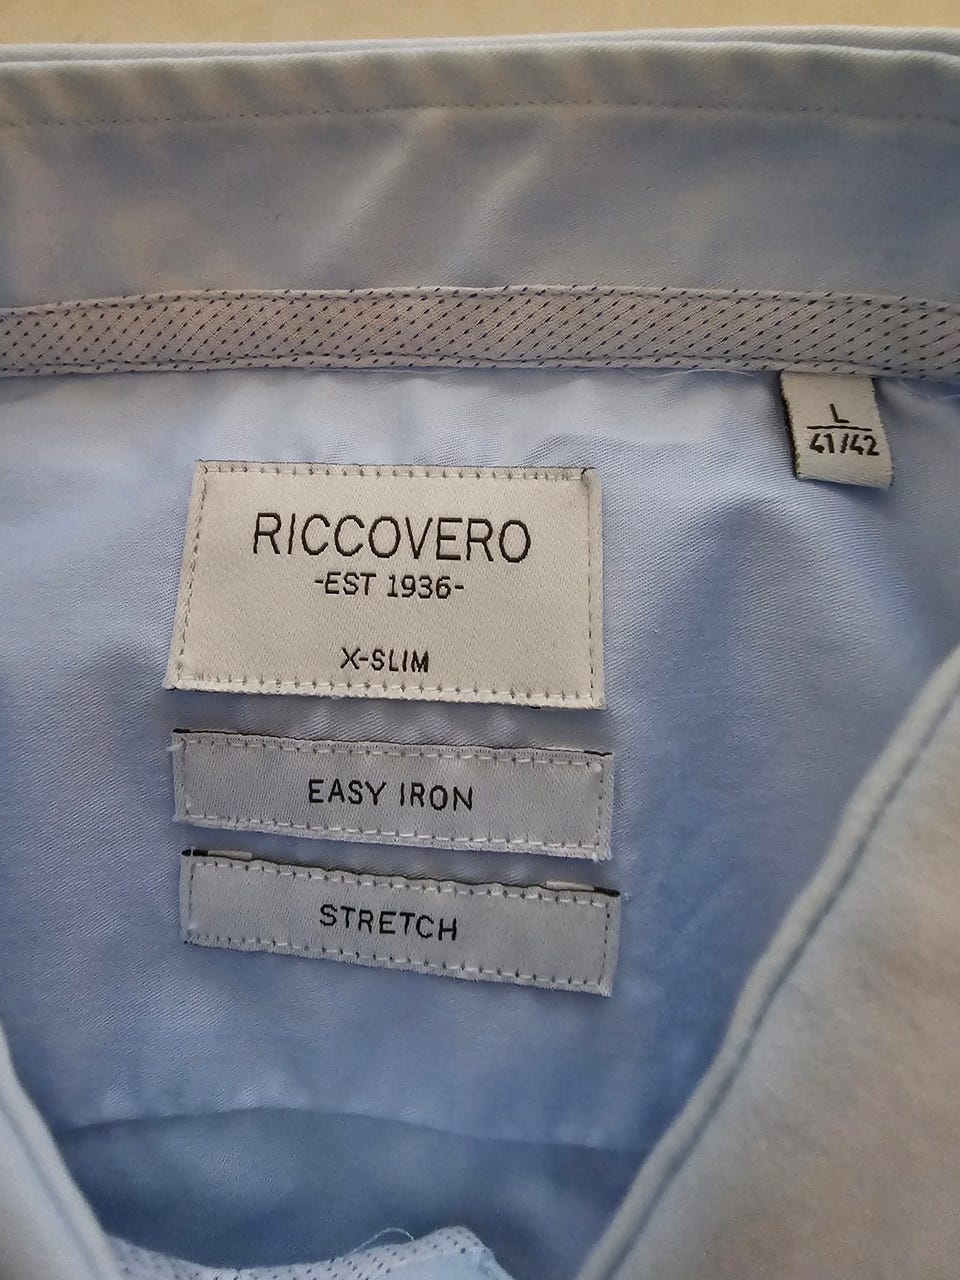 L
41/42
RICCOVERO
-EST 1936-
X-SLIM
EASY IRON
STRETCH